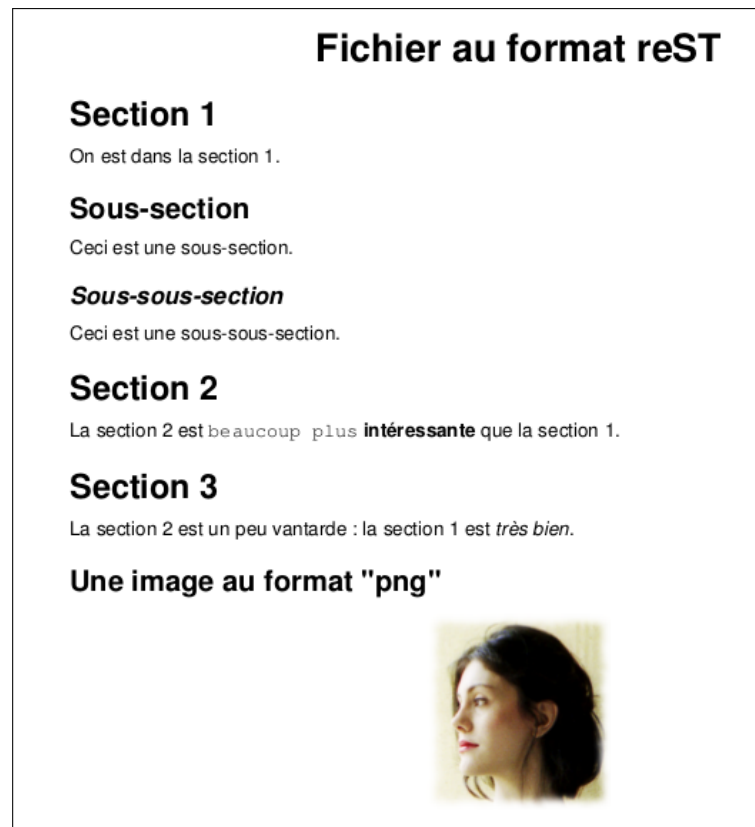 Fichier au format reST
Section 1
On est dans la section 1.
Sous-section
Ceci est une sous-section.
Sous-sous-section
Ceci est une sous-sous-section.
Section 2
La section 2 est beaucoup plus intéressante que la section 1.
Section 3
La section 2 est un peu vantarde : la section 1 est très bien.
Une image au format "png"